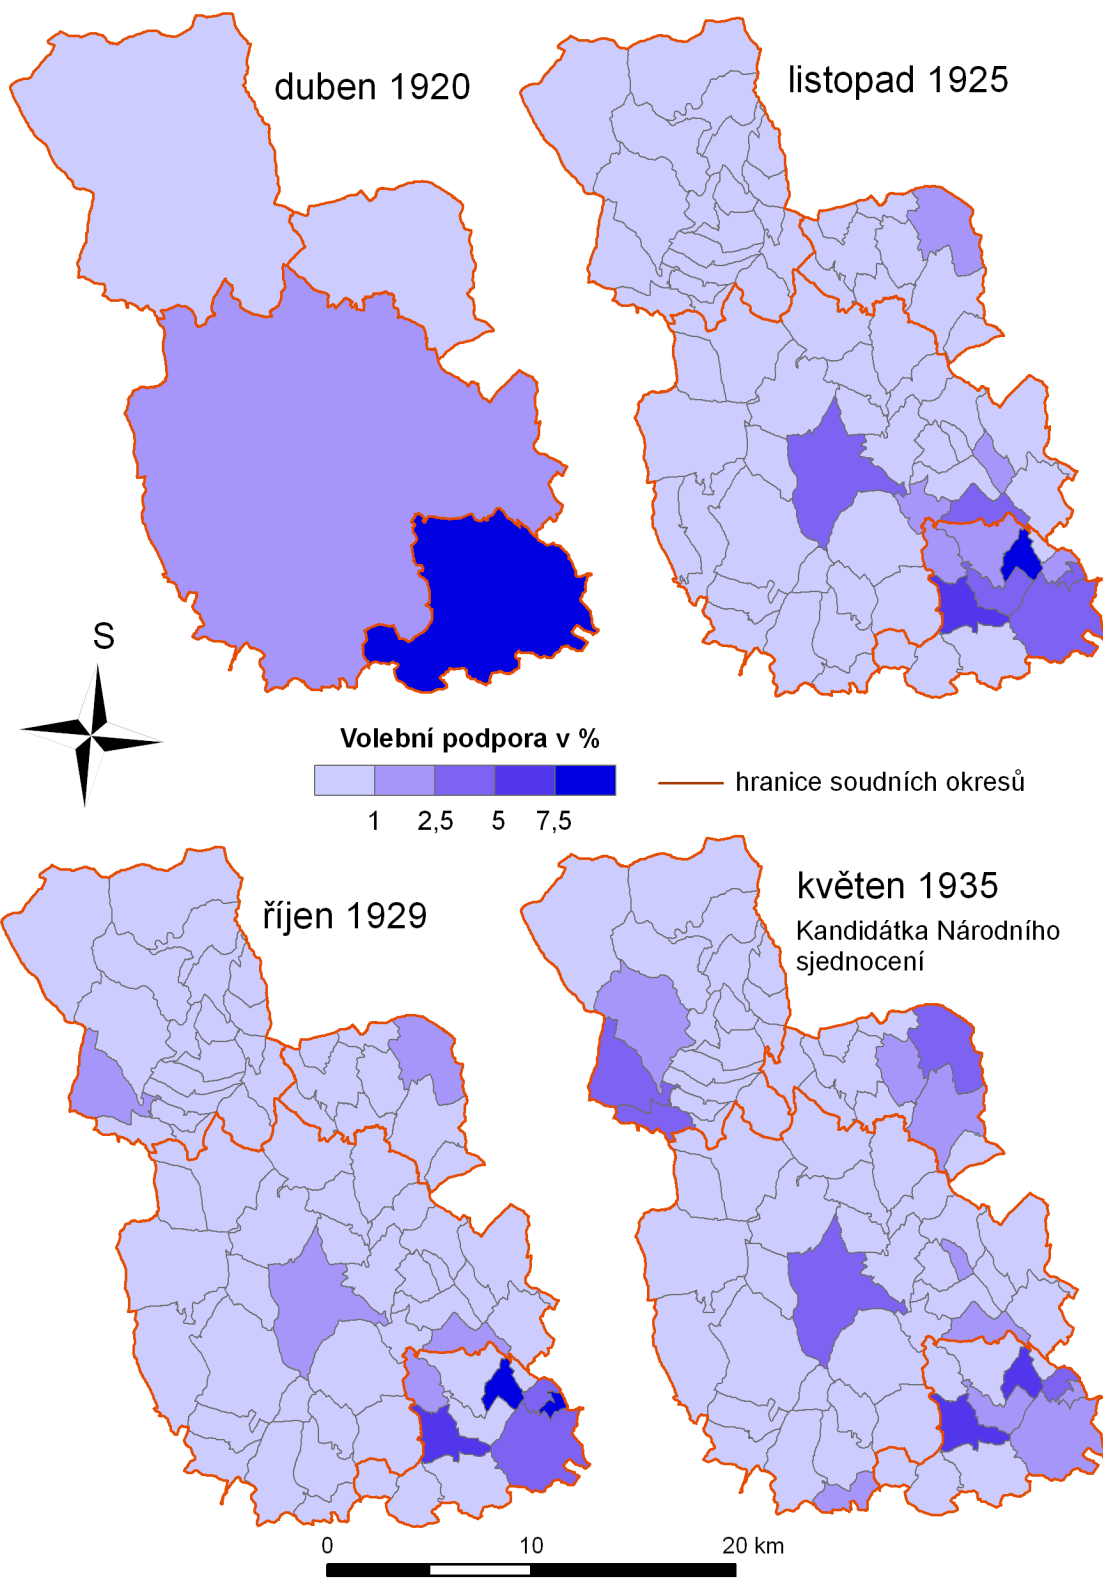 duben 1920
listopad 1925
S
Volební podpora v %
1 2,5 5 7,5
hranice soudních okresů
říjen 1929
květen 1935
Kandidátka Národního
sjednocení
0 10 20 km